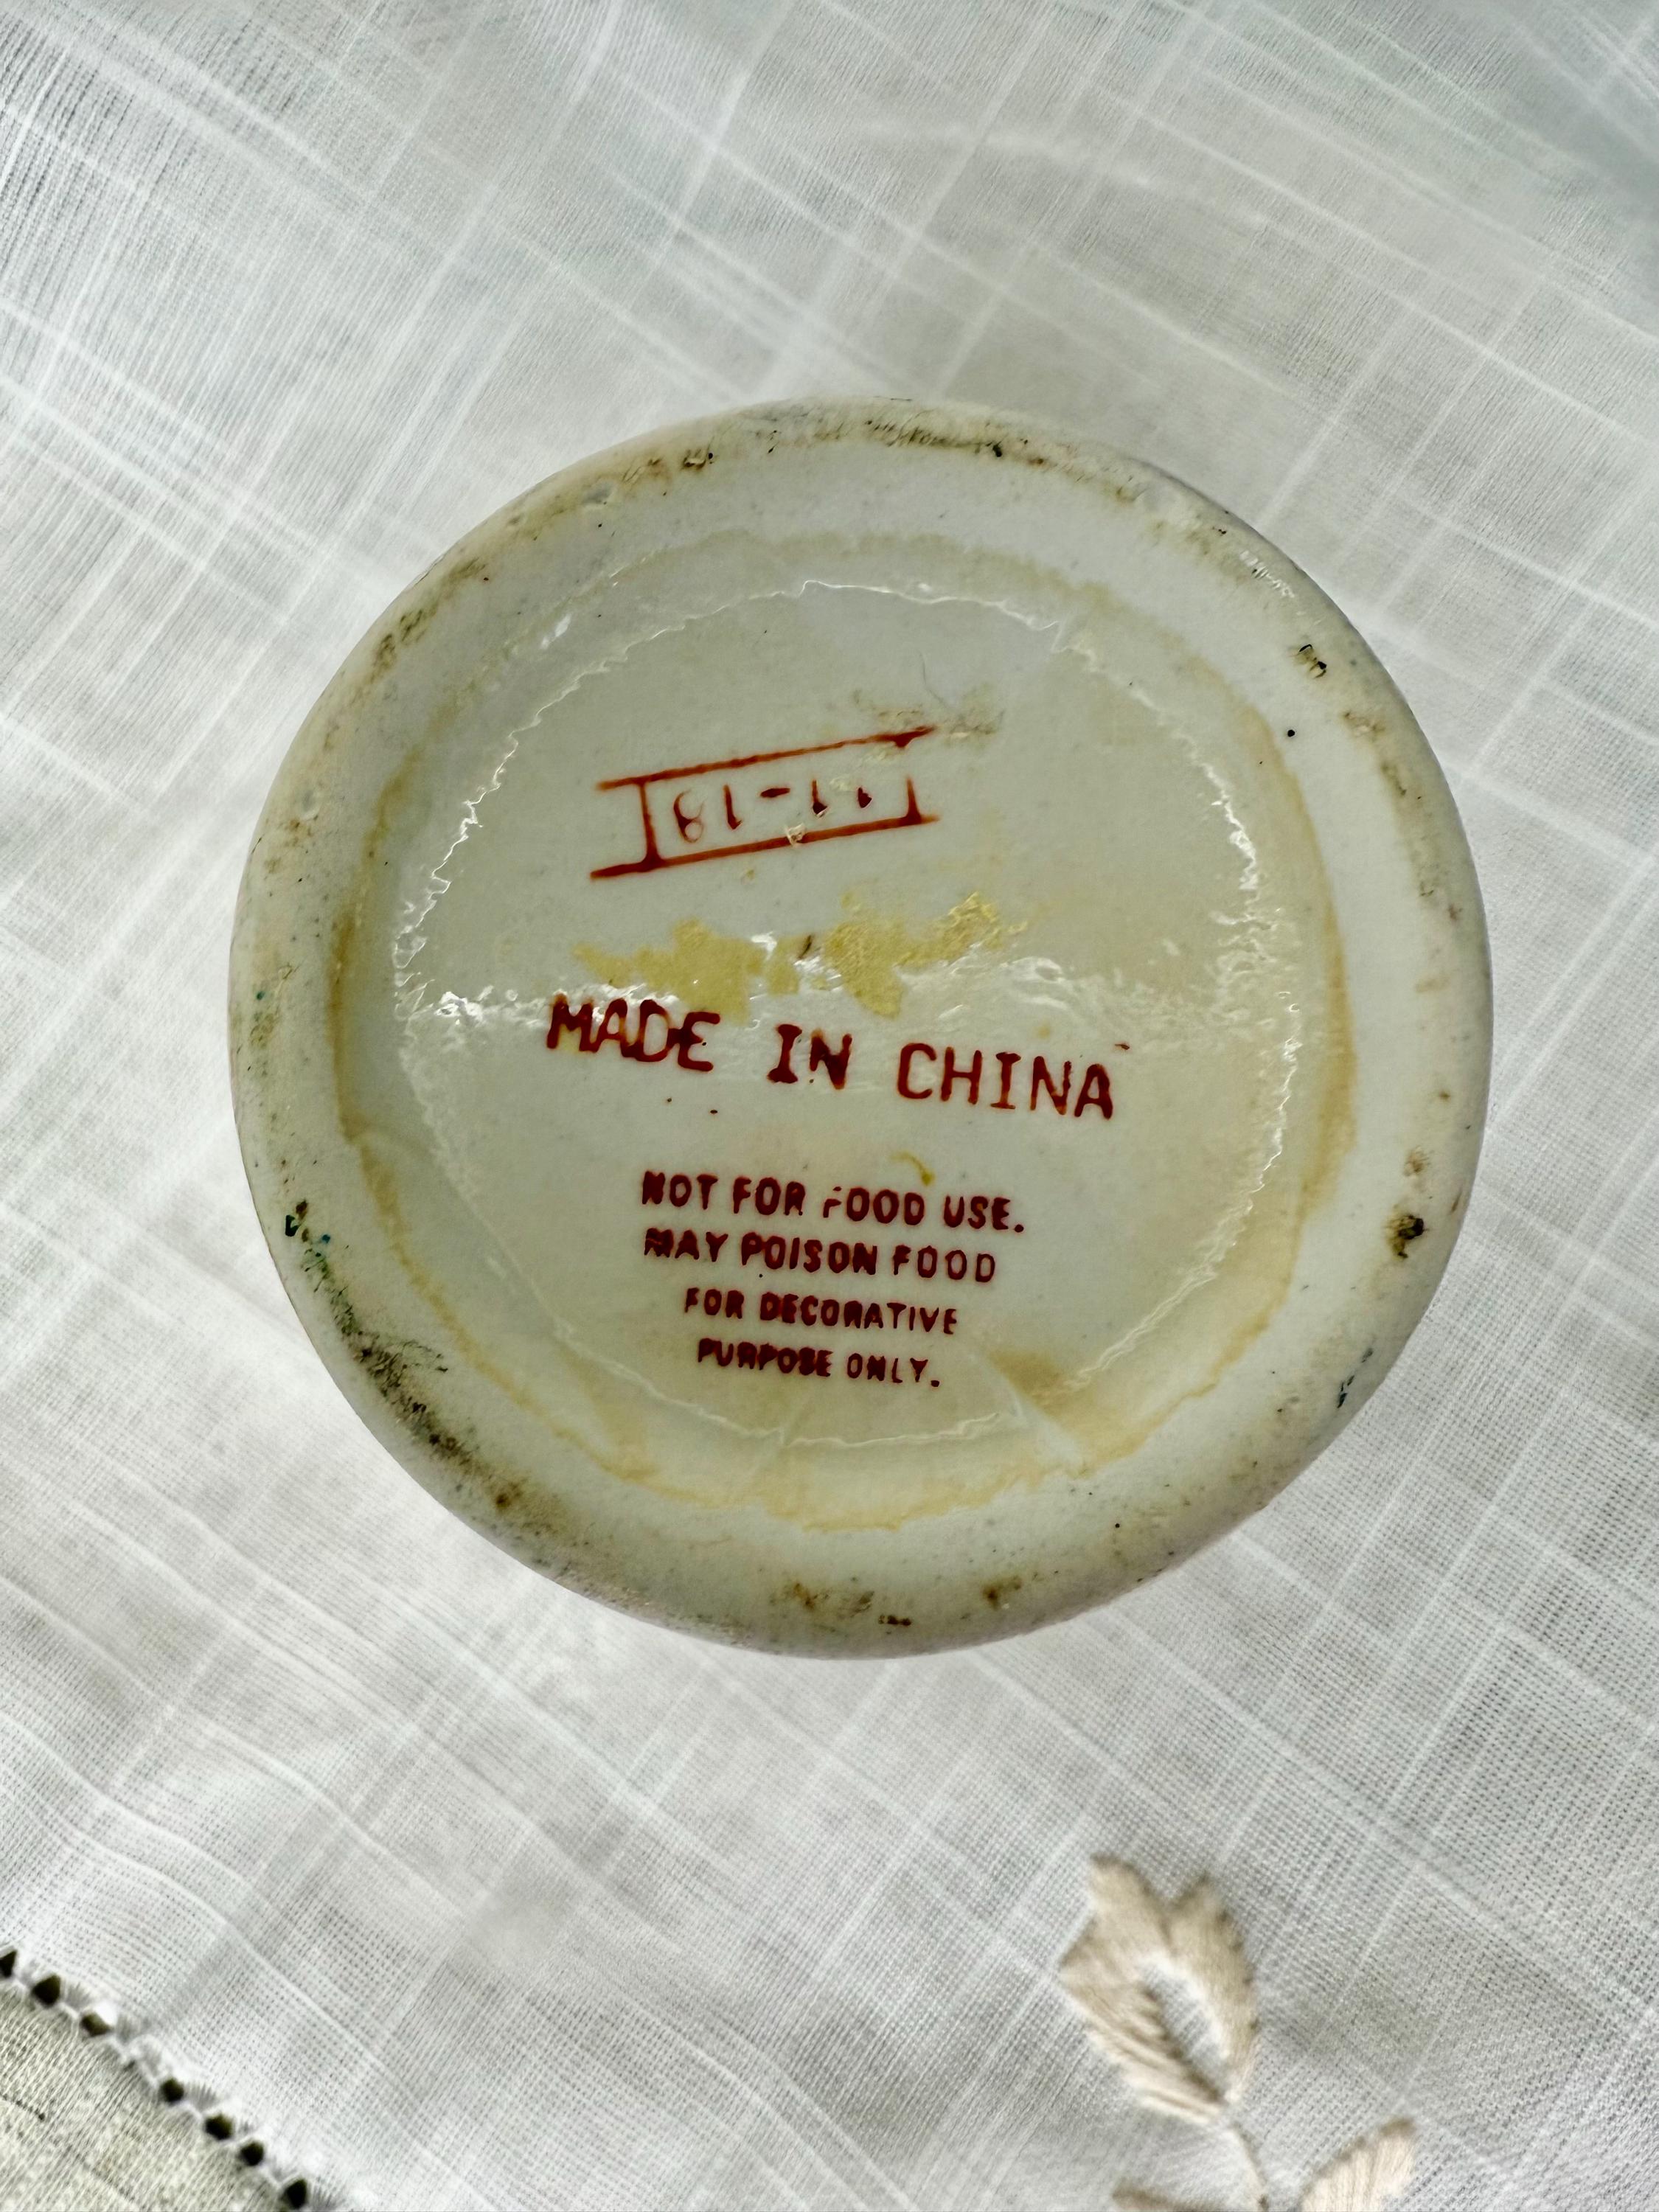 MADE IN CHINA
NOT FOR FOOD USE.
MAY POISON FOOD
FOR DECORATIVE
PURPOSE ONLY.